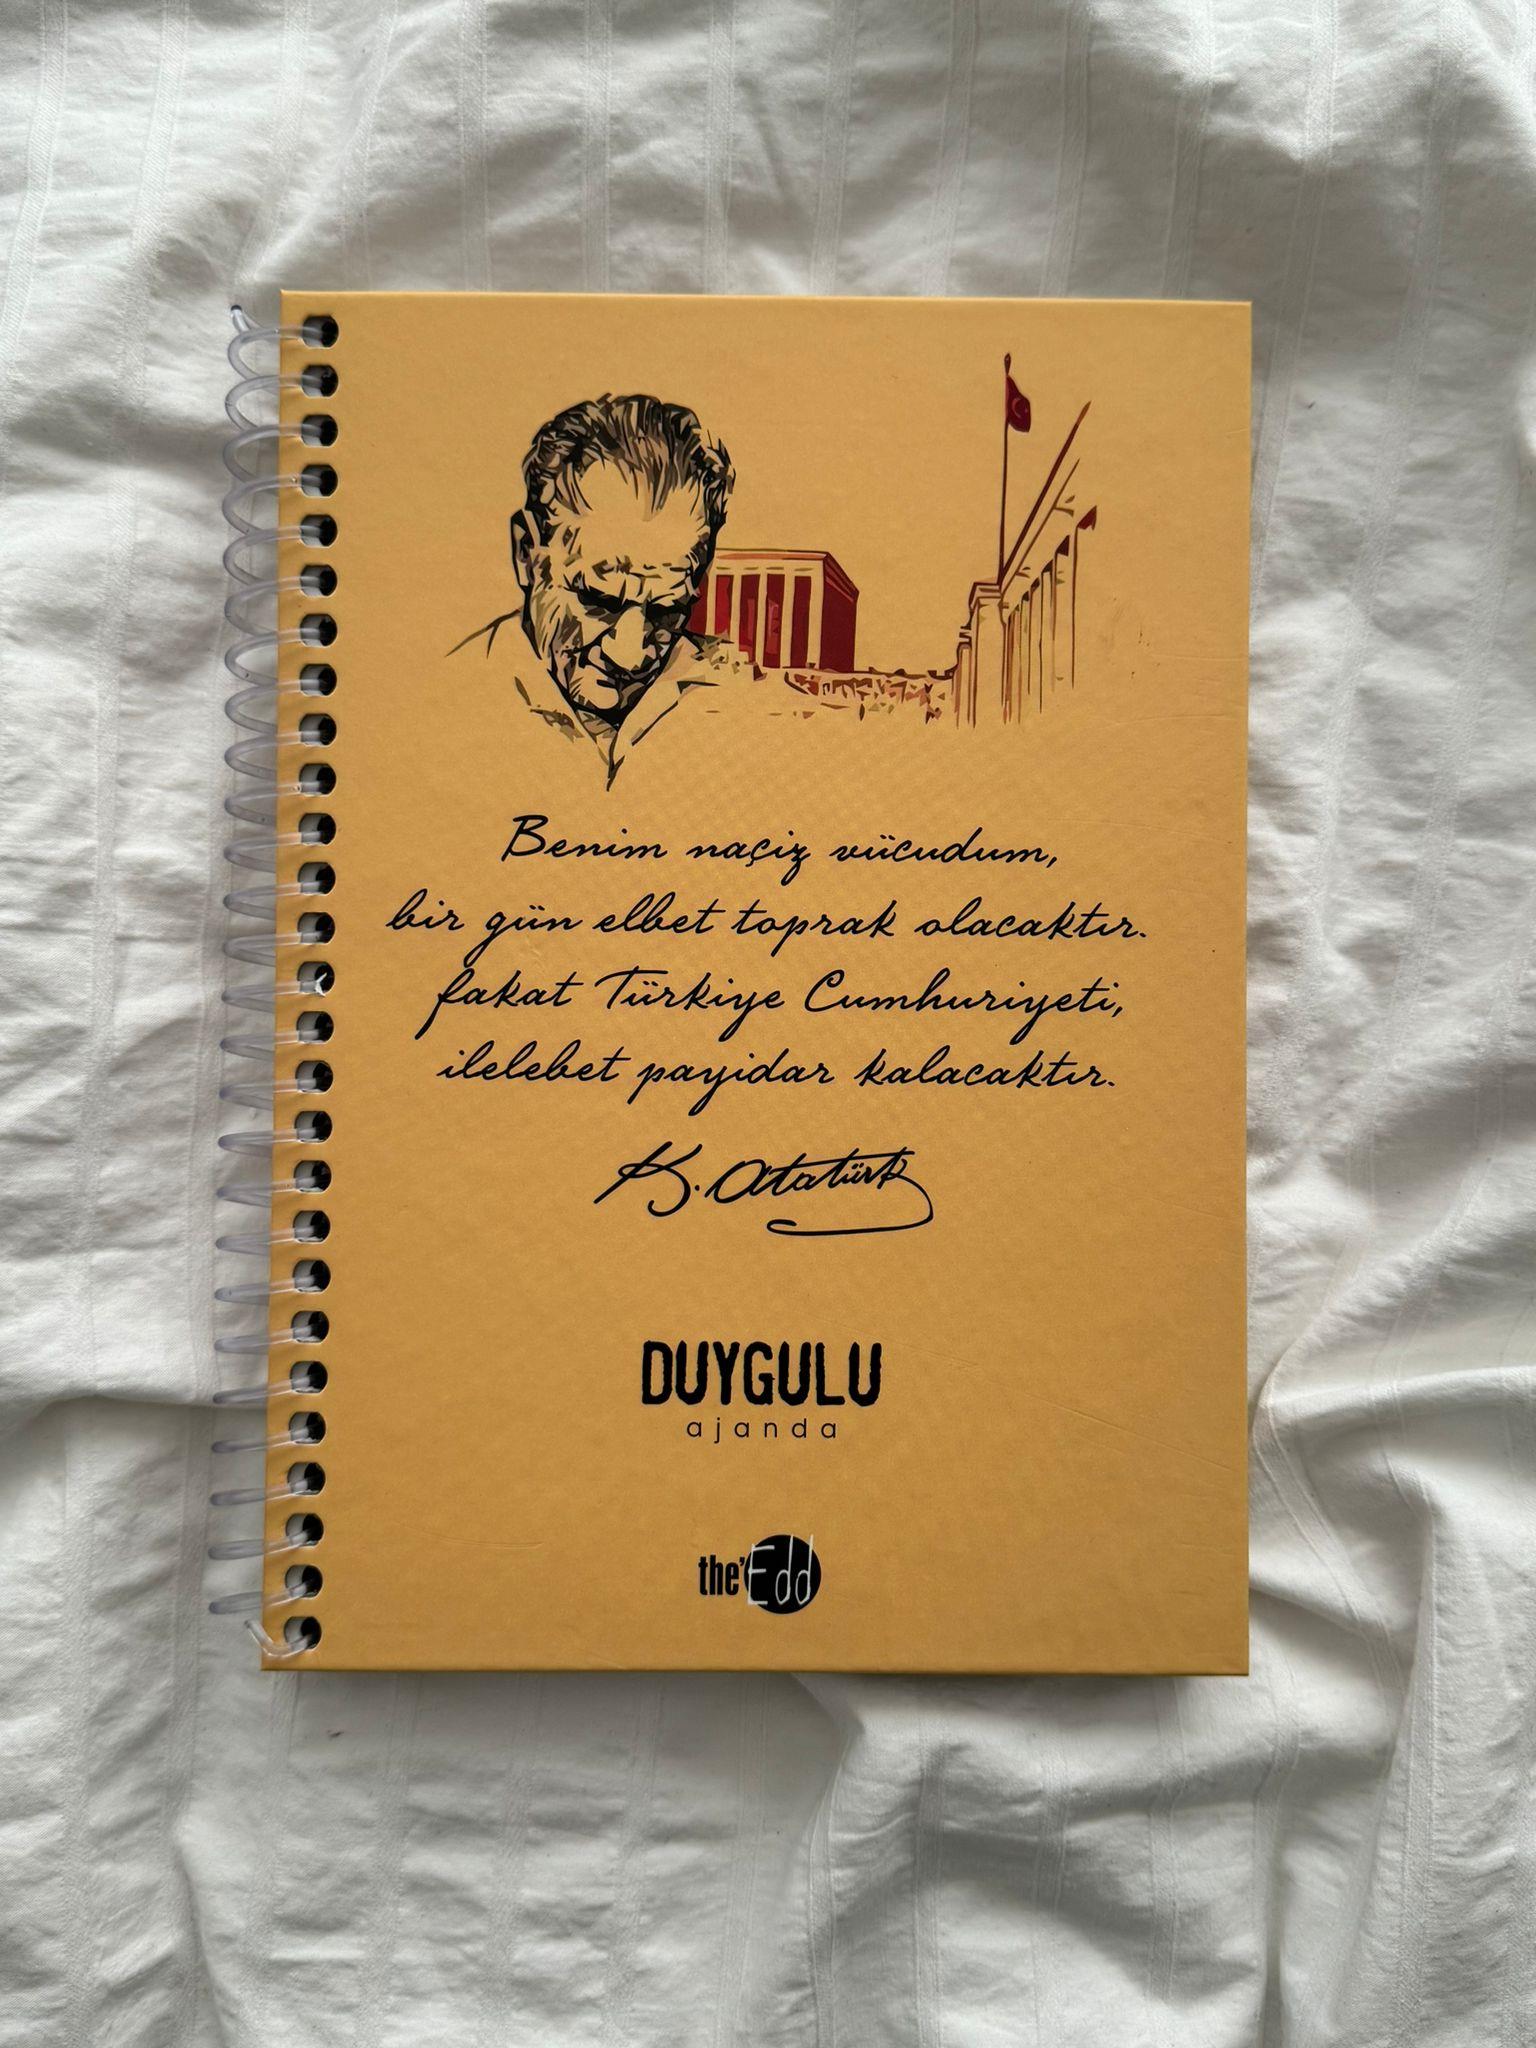 Benim naçiz vücudum,
bir gün elbet toprak olacaktır.
fakat Türkiye Cumhuriyeti,
ilelebet payidar kalacaktır.
K. Atatürk
DUYGULU
ajanda
the'Edd